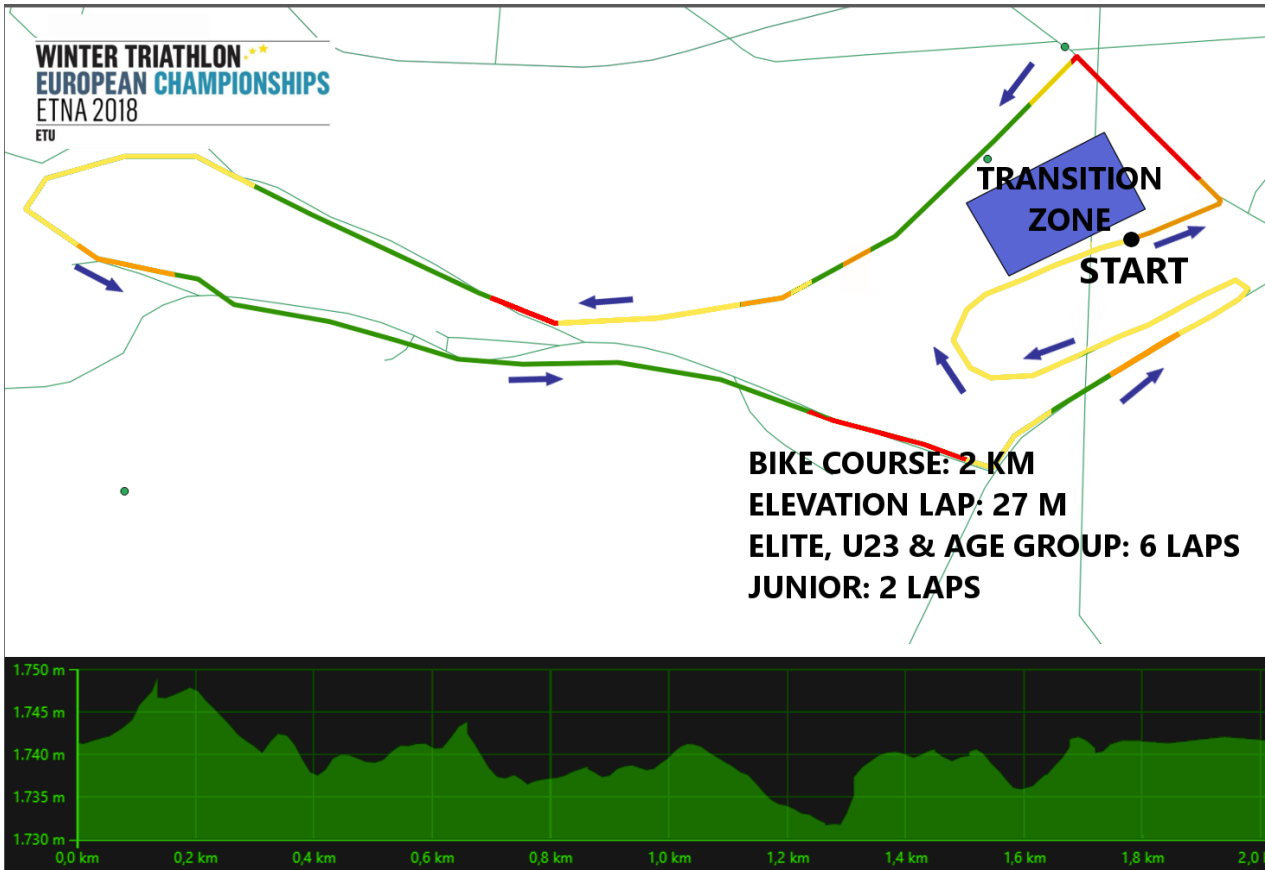 WINTER TRIATHLON
EUROPEAN CHAMPIONSHIPS
ETNA 2018
ETU
TRANSITION
ZONE
START
BIKE COURSE: 2 KM
ELEVATION LAP: 27 M
ELITE, U23 & AGE GROUP: 6 LAPS
JUNIOR: 2 LAPS
1.750 m
1.745 m
1.740 m
1.735 m
1.730 m
0,0 km
0,2 km
0,4 km
0,6 km
0,8 km
1,0 km
1,2 km
1,4 km
1,6 km
1,8 km
2,0